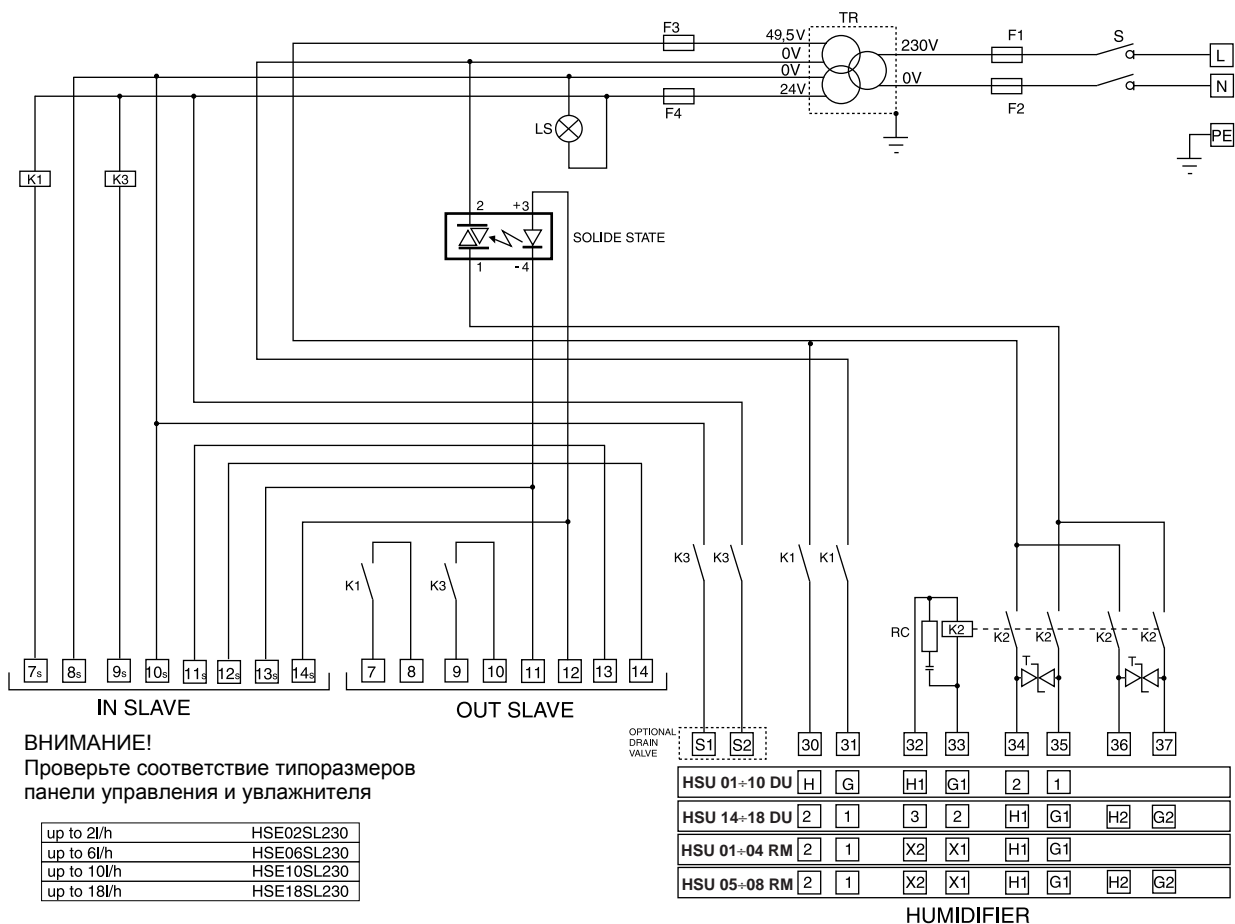 TR
F3
49,5V
0V
0V
24V
F4
230V
0V
F1
F2
S
L
N
PE
LS
K1
K3
2
+3
1
-4
SOLIDE STATE
K1
K3
K3
K3
K1
K1
RC
K2
K2
K2
K2
K2
T
T
7s 8s 9s 10s 11s 12s 13s 14s
7 8 9 10 11 12 13 14
IN SLAVE
OUT SLAVE
ВНИМАНИЕ!
Проверьте соответствие типоразмеров
панели управления и увлажнителя
up to 2l/h HSE02SL230
up to 6l/h HSE06SL230
up to 10l/h HSE10SL230
up to 18l/h HSE18SL230
OPTIONAL
DRAIN
VALVE
S1 S2 30 31 32 33 34 35 36 37
HSU 01÷10 DU H G H1 G1 2 1
HSU 14÷18 DU 2 1 3 2 H1 G1 H2 G2
HSU 01÷04 RM 2 1 X2 X1 H1 G1
HSU 05÷08 RM 2 1 X2 X1 H1 G1 H2 G2
HUMIDIFIER